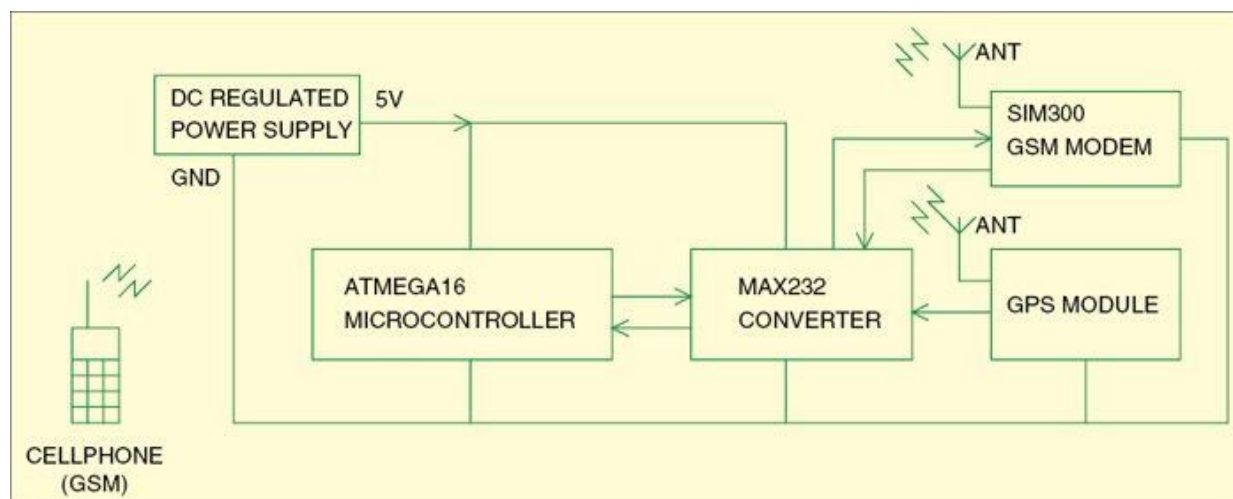 DC REGULATED
POWER SUPPLY
5V
GND
ANT
SIM300
GSM MODEM
ANT
ATMEGA16
MICROCONTROLLER
MAX232
CONVERTER
GPS MODULE
CELLPHONE
(GSM)